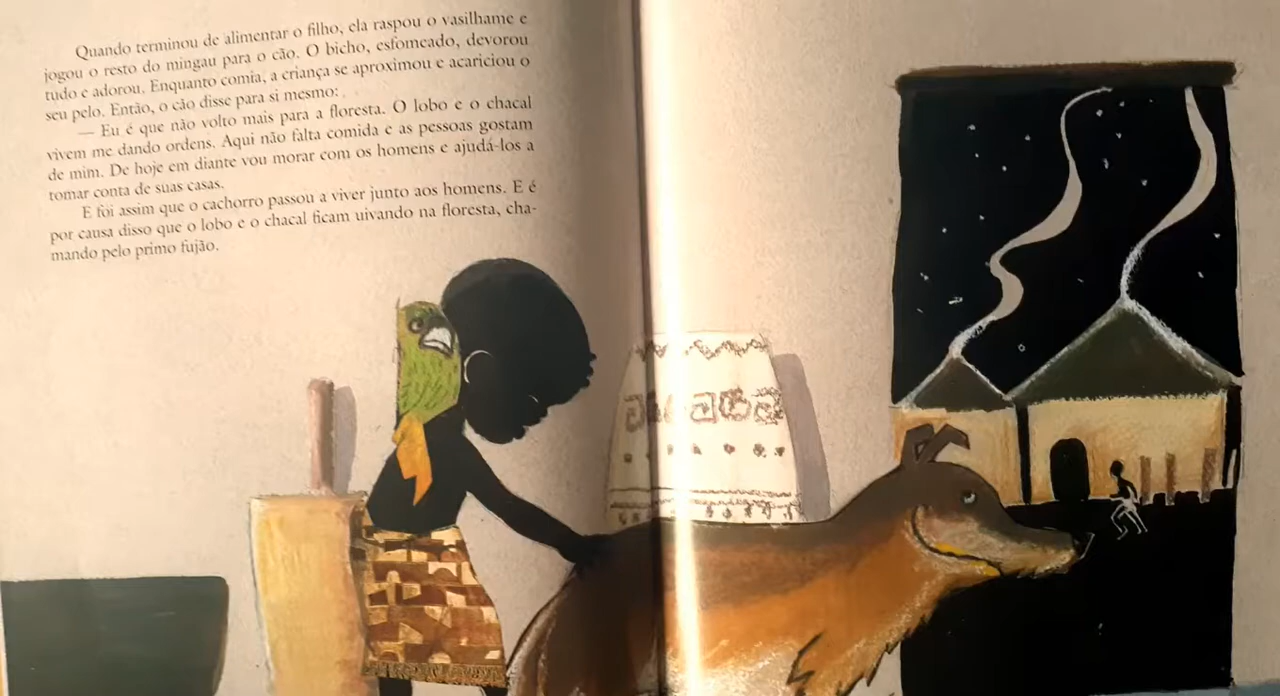 Quando terminou de alimentar o filho, ela raspou o vasilhame e
jogou o resto do mingau para o cão. O bicho, esfomeado, devorou
tudo e adorou. Enquanto comia, a criança se aproximou e acariciou o
seu pelo. Então, o cão disse para si mesmo:
— Eu é que não volto mais para a floresta. O lobo e o chacal
vivem me dando ordens. Aqui não falta comida e as pessoas gostam
de mim. De hoje em diante vou morar com os homens e ajudá-los a
tomar conta de suas casas.
E foi assim que o cachorro passou a viver junto aos homens. E é
por causa disso que o lobo e o chacal ficam uivando na floresta, cha-
mando pelo primo fujão.